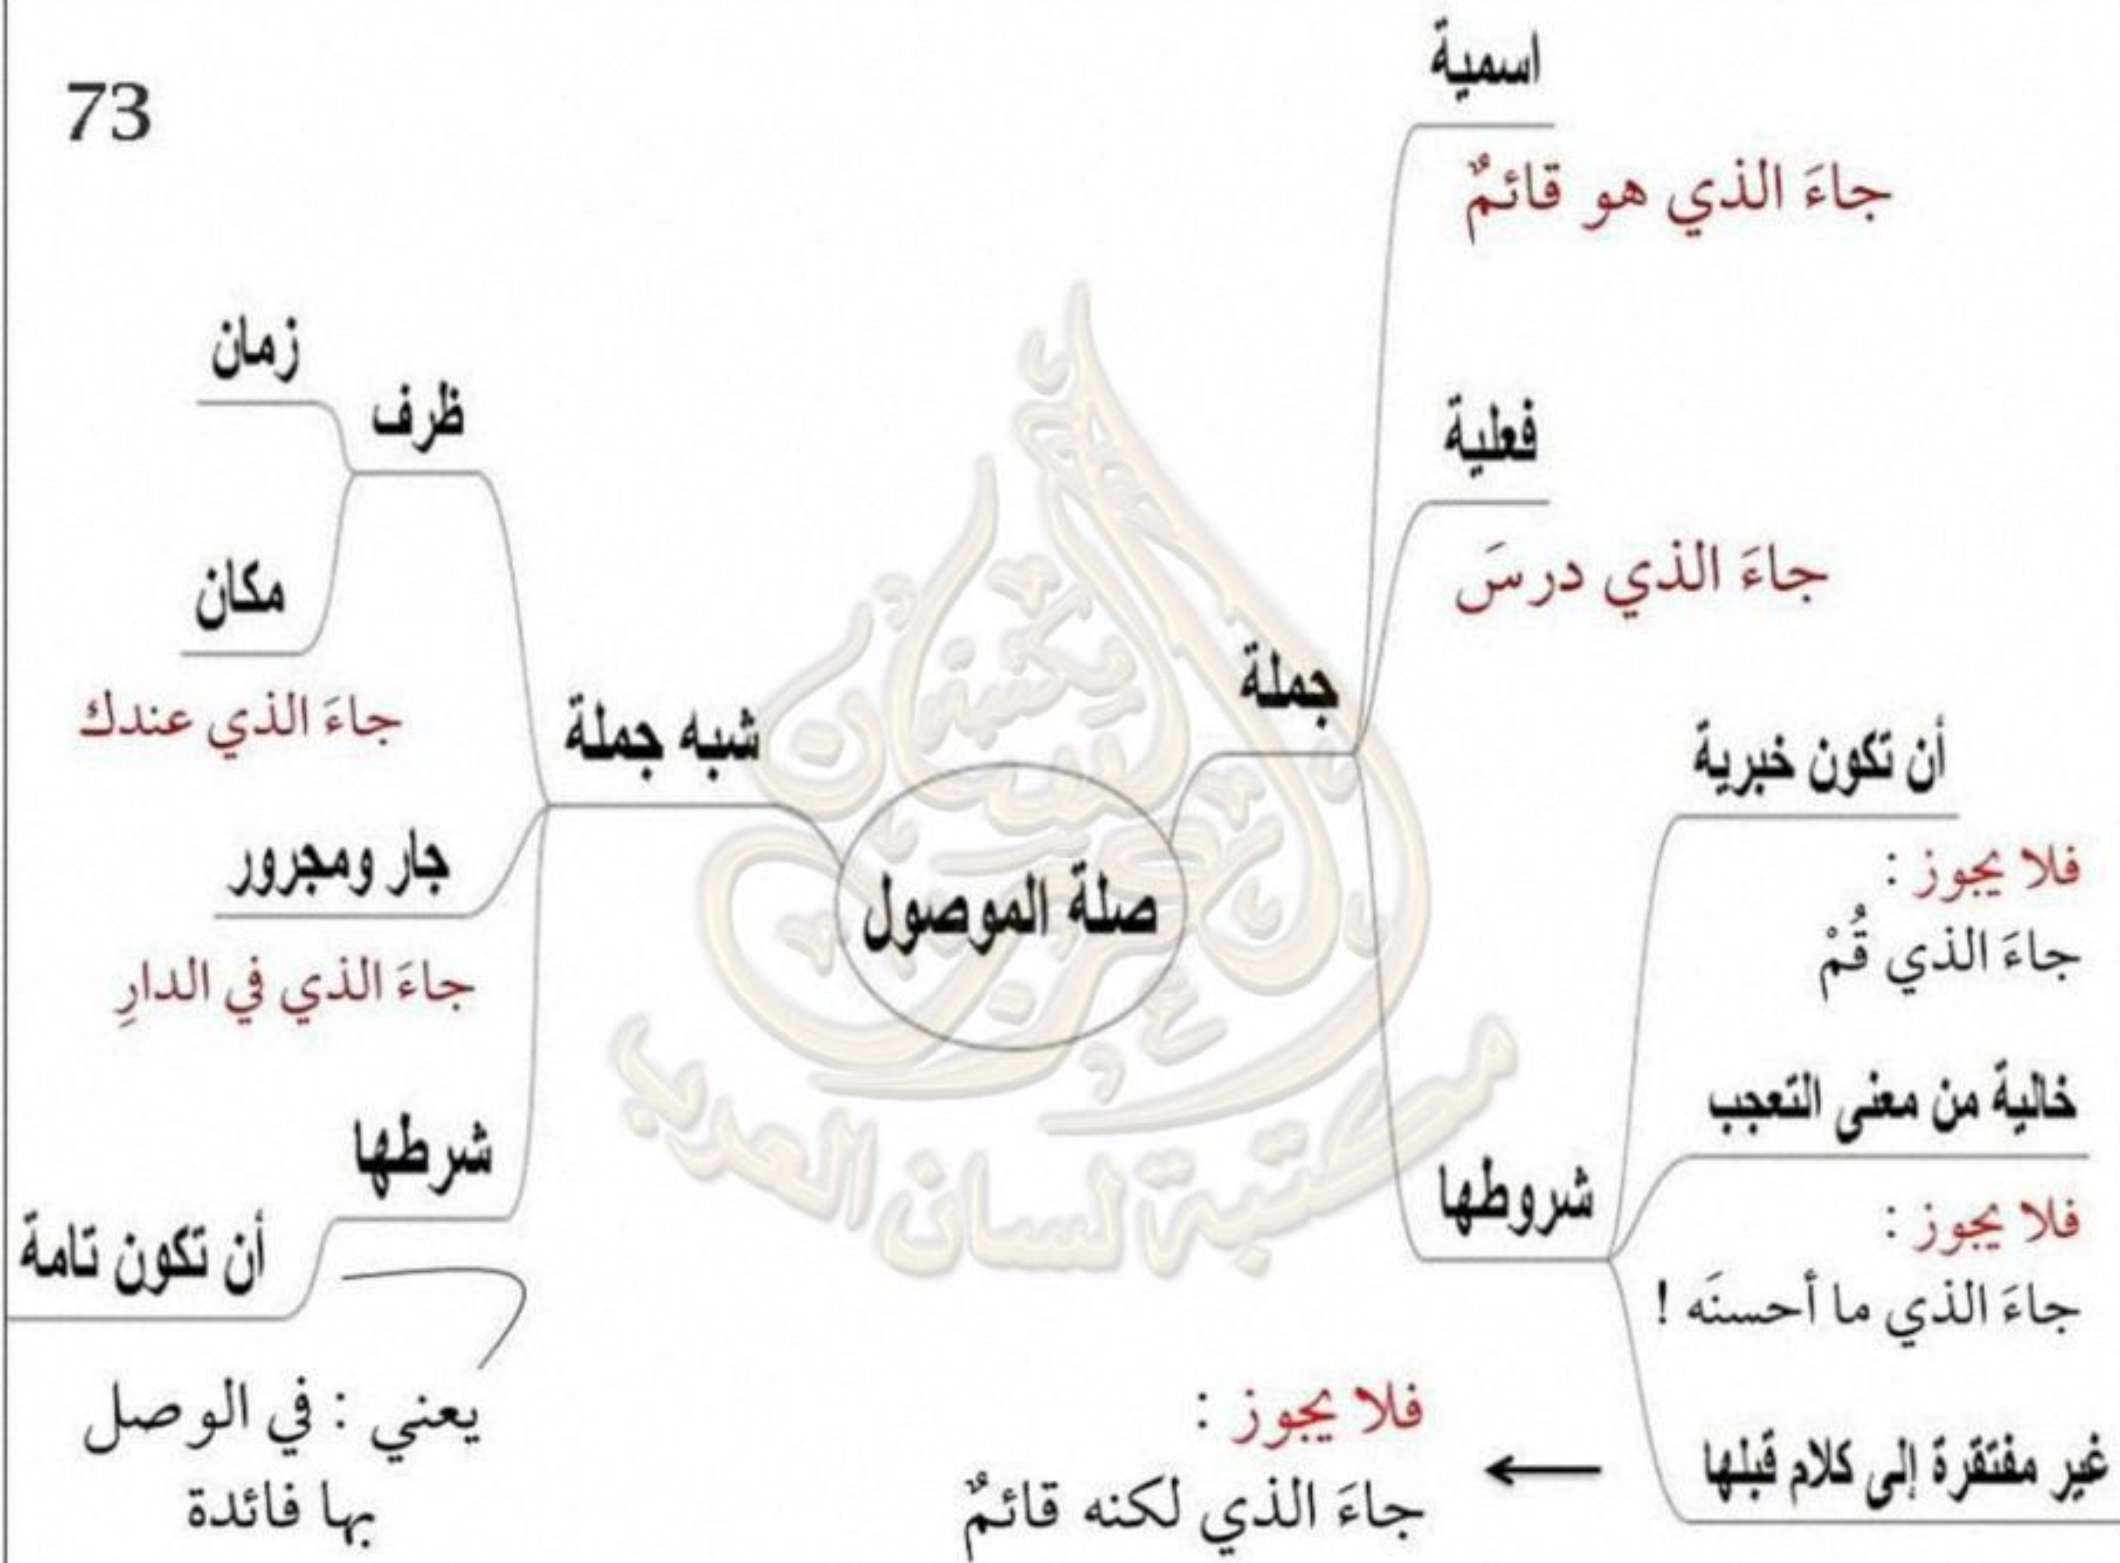 73
صلة الموصول
جملة
اسمية
جاءَ الذي هو قائمٌ
فعلية
جاءَ الذي درسَ
شروطها
أن تكون خبرية
فلا يجوز :
جاءَ الذي قُمْ
خالية من معنى التعجب
فلا يجوز :
جاءَ الذي ما أحسنَه !
غير مفتقرة إلى كلام قبلها
فلا يجوز :
جاءَ الذي لكنه قائمٌ
شبه جملة
ظرف
زمان
مكان
جاءَ الذي عندك
جار ومجرور
جاءَ الذي في الدارِ
شرطها
أن تكون تامة
يعني : في الوصل
بها فائدة
مكتبة لسان العرب